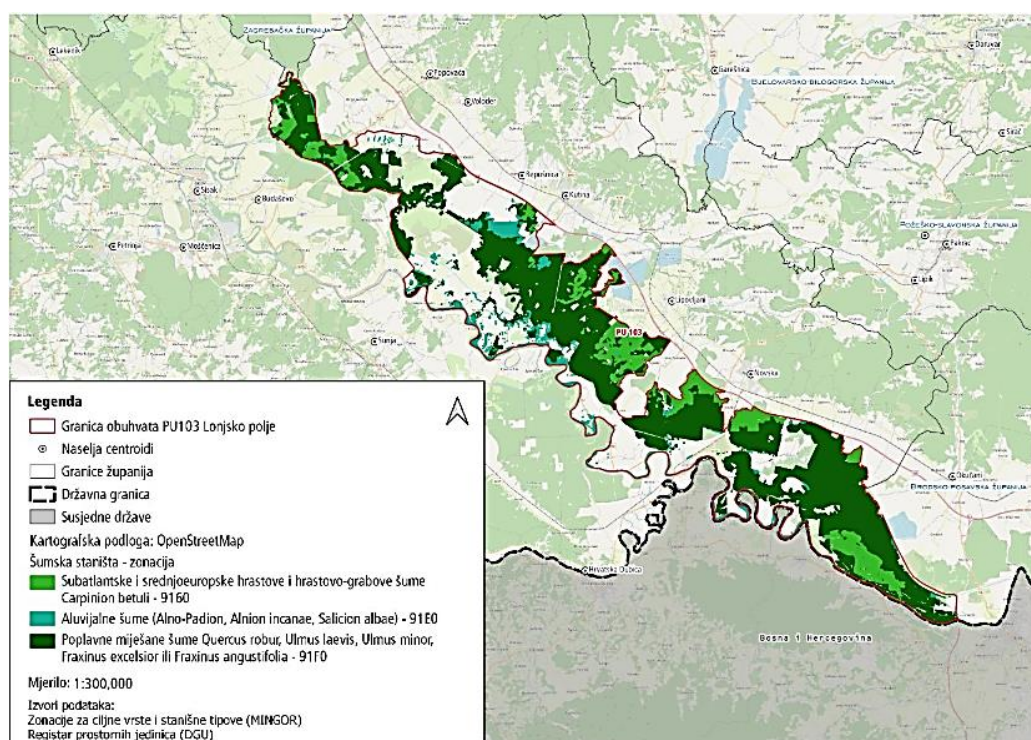 ZAGREBAČKA ŽUPANIJA
Lekenik
Popovača
Voloder
Garešnica
BJELOVARSKO-BILOGORSKA ŽUPANIJA
Daruvar
Sirač
Sisak
Budaševo
Repušnica
Kutina
Petrinja
Mošćenica
POŽEŠKO-SLAVONSKA ŽUPANIJA
Pakrac
Lipik
Sunja
Lipovljani
PU 103
Novska
Okučani
BRODSKO-POSAVSKA ŽUPANIJA
Hrvatska Dubica
Bosna i Hercegovina
Legenda
Granica obuhvata PU103 Lonjsko polje
Naselja centroidi
Granice županija
Državna granica
Susjedne države
Kartografska podloga: OpenStreetMap
Šumska staništa - zonacija
Subatlantske i srednjoeuropske hrastove i hrastovo-grabove šume
Carpinion betuli - 9160
Aluvijalne šume (Alno-Padion, Alnion incanae, Salicion albae) - 91E0
Poplavne miješane šume Quercus robur, Ulmus laevis, Ulmus minor,
Fraxinus excelsior ili Fraxinus angustifolia - 91F0
Mjerilo: 1:300,000
Izvori podataka:
Zonacije za ciljne vrste i stanišne tipove (MINGOR)
Registar prostornih jedinica (DGU)